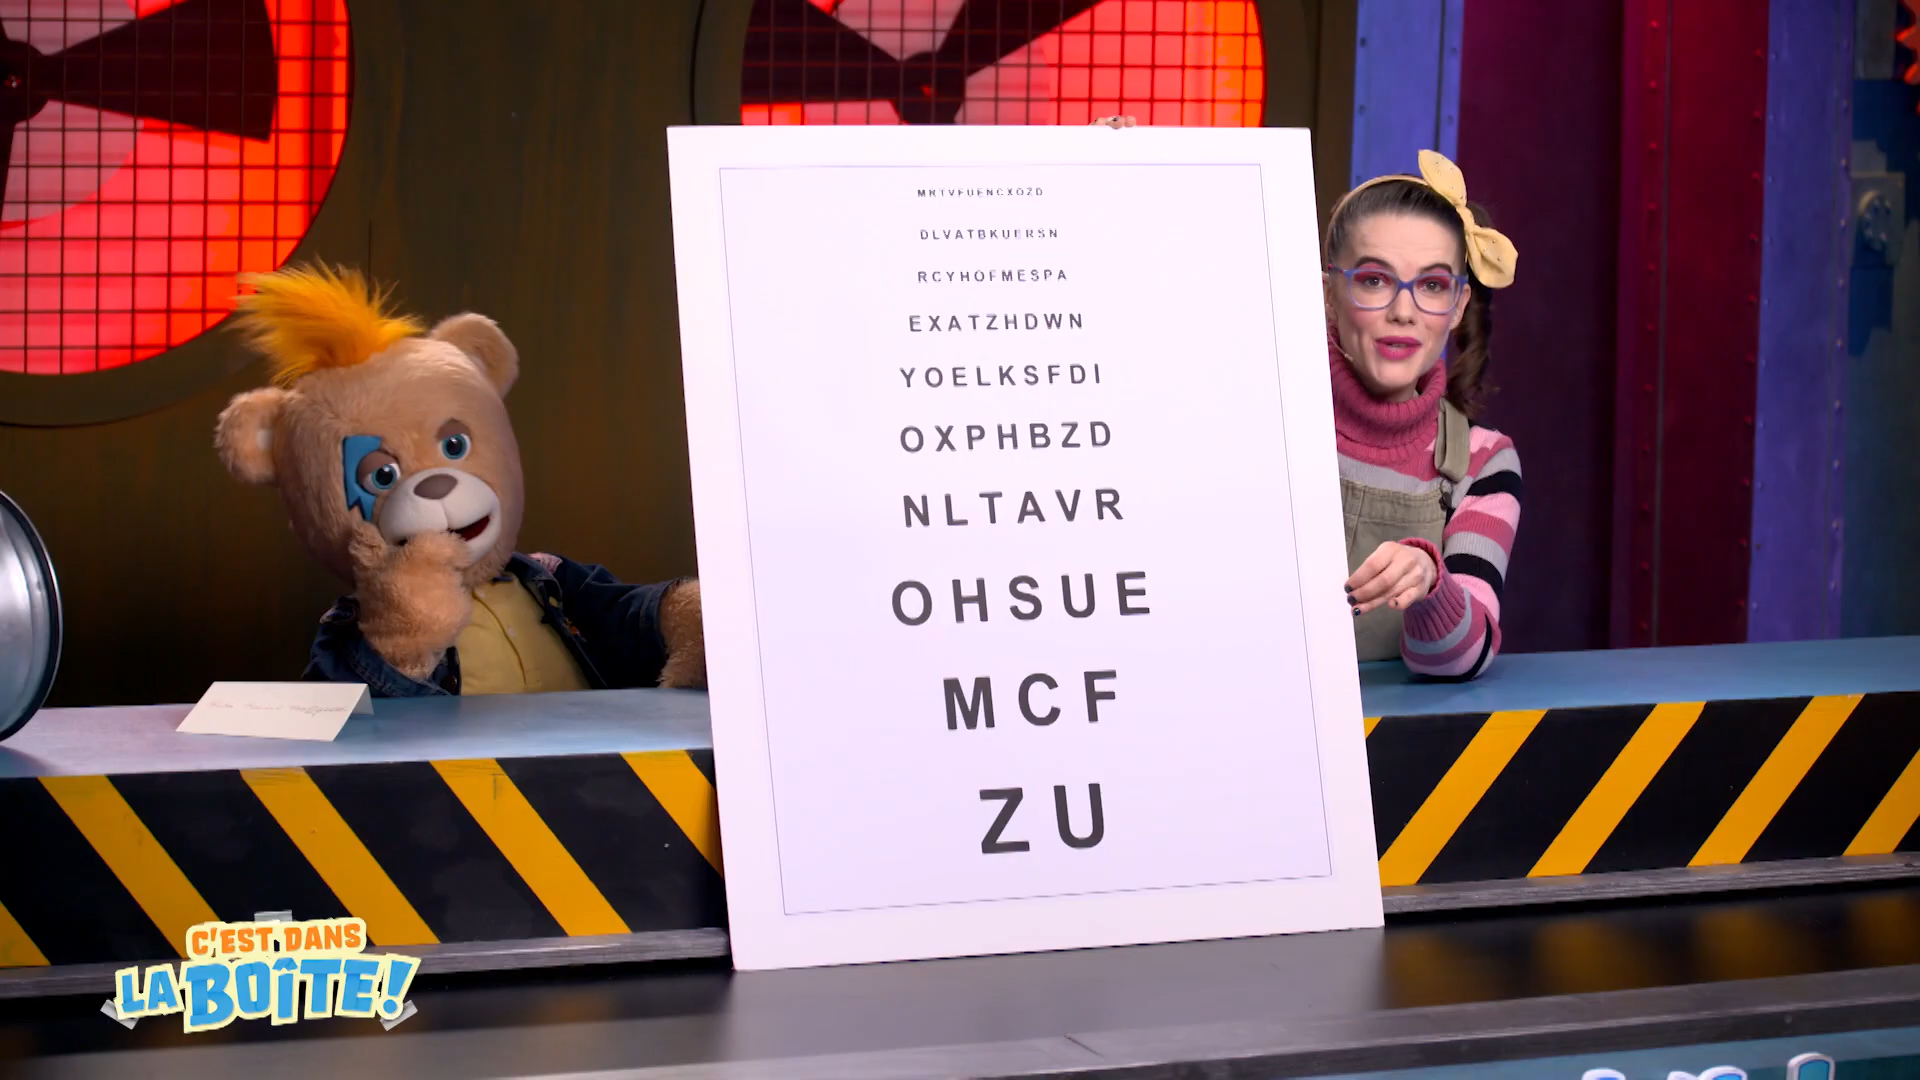 MRTVFUENCXOZD
DLVATBKUERSN
RCYHOFMESPA
EXATZHDWN
YOELKSFDI
OXPHBZD
NLTAVR
OHSUE
MCF
ZU
C'EST DANS
LA BOÎTE!